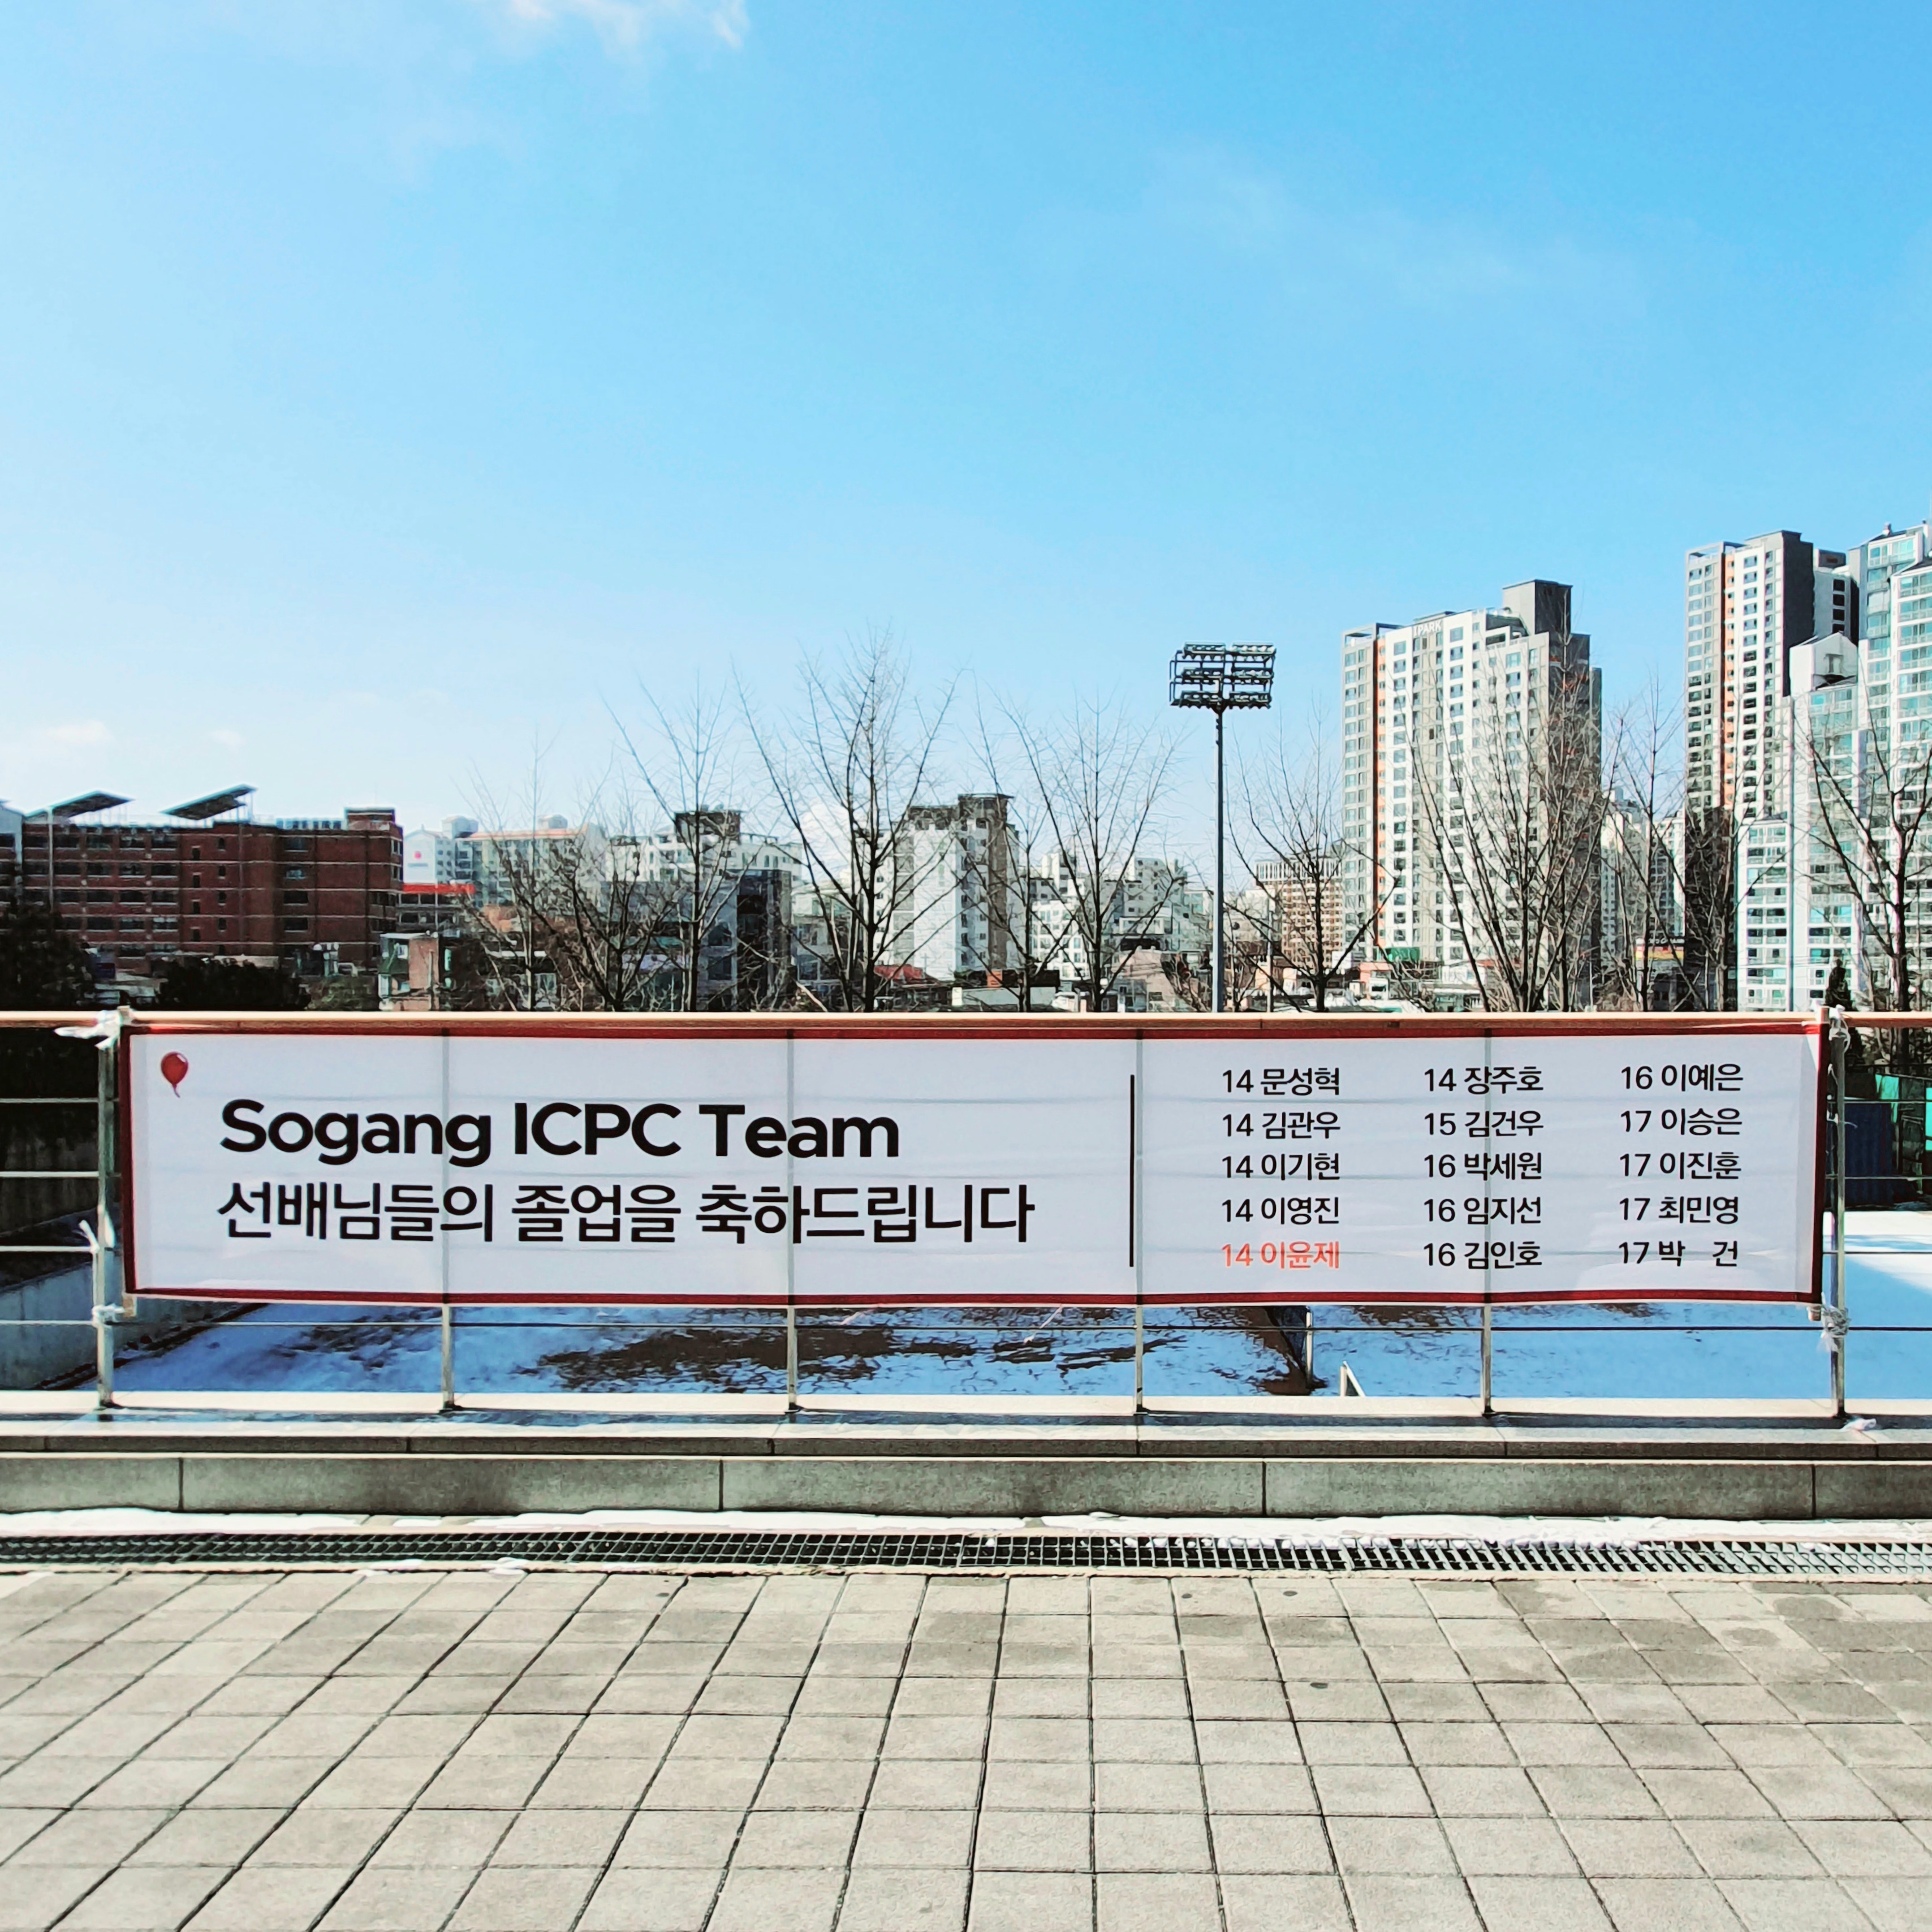 IPARK
Sogang ICPC Team
선배님들의 졸업을 축하드립니다
14 문성혁
14 김관우
14 이기현
14 이영진
14 이윤제
14 장주호
15 김건우
16 박세원
16 임지선
16 김인호
16 이예은
17 이승은
17 이진훈
17 최민영
17 박 건